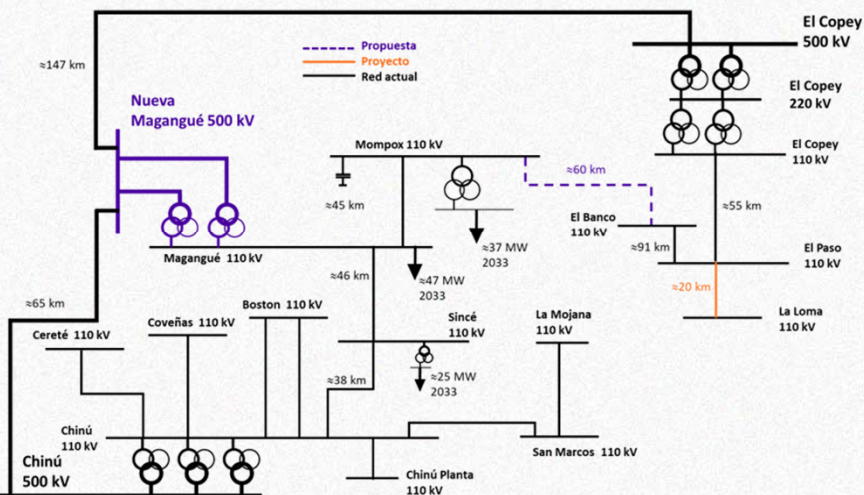 El Copey
500 kV
Propuesta
Proyecto
Red actual
≈147 km
Nueva
Magangué 500 kV
El Copey
220 kV
Mompox 110 kV
El Copey
110 kV
≈60 km
≈45 km
≈55 km
El Banco
110 kV
≈37 MW
2033
≈91 km
El Paso
110 kV
Magangué 110 kV
≈46 km
≈47 MW
2033
≈20 km
≈65 km
Boston 110 kV
Coveñas 110 kV
Cereté 110 kV
Sincé
110 kV
La Mojana
110 kV
La Loma
110 kV
≈38 km
≈25 MW
2033
Chinú
110 kV
San Marcos 110 kV
Chinú
500 kV
Chinú Planta
110 kV